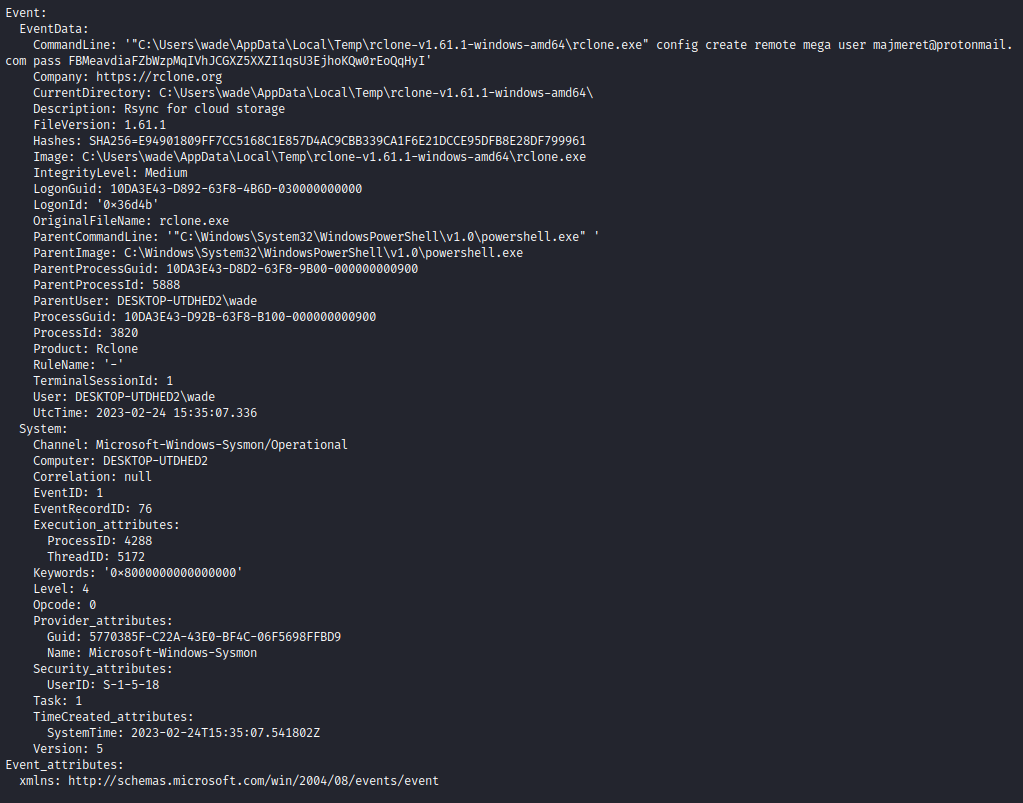 Event:
  EventData:
    CommandLine: '"C:\Users\wade\AppData\Local\Temp\rclone-v1.61.1-windows-amd64\rclone.exe" config create remote mega user majmeret@protonmail.
com pass FBMeavdiaFZbWzpMqIVhJCGXZ5XXZI1qsU3EjhoKQw0rEoQqHyI'
    Company: https://rclone.org
    CurrentDirectory: C:\Users\wade\AppData\Local\Temp\rclone-v1.61.1-windows-amd64\
    Description: Rsync for cloud storage
    FileVersion: 1.61.1
    Hashes: SHA256=E94901809FF7CC5168C1E857D4AC9CBB339CA1F6E21DCCE95DFB8E28DF799961
    Image: C:\Users\wade\AppData\Local\Temp\rclone-v1.61.1-windows-amd64\rclone.exe
    IntegrityLevel: Medium
    LogonGuid: 10DA3E43-D892-63F8-4B6D-030000000000
    LogonId: '0×36d4b'
    OriginalFileName: rclone.exe
    ParentCommandLine: '"C:\Windows\System32\WindowsPowerShell\v1.0\powershell.exe" '
    ParentImage: C:\Windows\System32\WindowsPowerShell\v1.0\powershell.exe
    ParentProcessGuid: 10DA3E43-D8D2-63F8-9B00-000000000900
    ParentProcessId: 5888
    ParentUser: DESKTOP-UTDHED2\wade
    ProcessGuid: 10DA3E43-D92B-63F8-B100-000000000900
    ProcessId: 3820
    Product: Rclone
    RuleName: '-'
    TerminalSessionId: 1
    User: DESKTOP-UTDHED2\wade
    UtcTime: 2023-02-24 15:35:07.336
  System:
    Channel: Microsoft-Windows-Sysmon/Operational
    Computer: DESKTOP-UTDHED2
    Correlation: null
    EventID: 1
    EventRecordID: 76
    Execution_attributes:
      ProcessID: 4288
      ThreadID: 5172
    Keywords: '0×8000000000000000'
    Level: 4
    Opcode: 0
    Provider_attributes:
      Guid: 5770385F-C22A-43E0-BF4C-06F5698FFBD9
      Name: Microsoft-Windows-Sysmon
    Security_attributes:
      UserID: S-1-5-18
    Task: 1
    TimeCreated_attributes:
      SystemTime: 2023-02-24T15:35:07.541802Z
    Version: 5
Event_attributes:
  xmlns: http://schemas.microsoft.com/win/2004/08/events/event